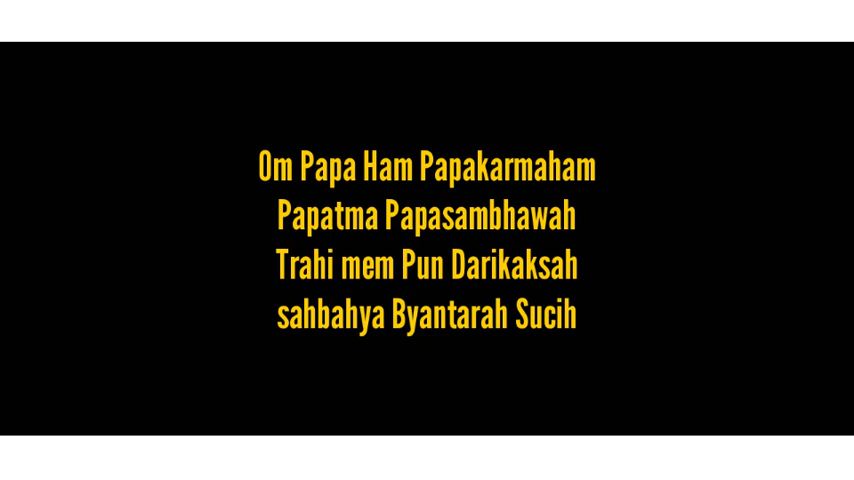 Om Papa Ham Papakarmaham
Papatma Papasambhawah
Trahi mem Pun Darikaksah
sahbahya Byantarah Sucih